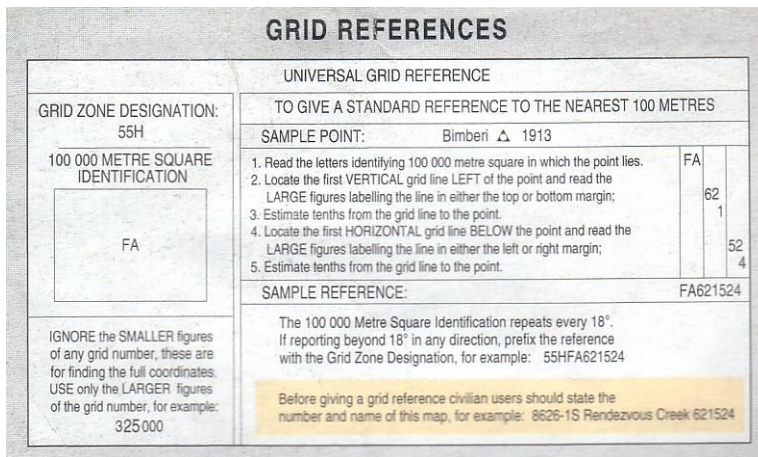 GRID REFERENCES
UNIVERSAL GRID REFERENCE
GRID ZONE DESIGNATION:
55H
100 000 METRE SQUARE
IDENTIFICATION
FA
IGNORE the SMALLER figures
of any grid number, these are
for finding the full coordinates.
USE only the LARGER figures
of the grid number, for example:
325000
TO GIVE A STANDARD REFERENCE TO THE NEAREST 100 METRES
SAMPLE POINT: Bimberi △ 1913
1. Read the letters identifying 100 000 metre square in which the point lies. FA
2. Locate the first VERTICAL grid line LEFT of the point and read the
LARGE figures labelling the line in either the top or bottom margin; 62
3. Estimate tenths from the grid line to the point. 1
4. Locate the first HORIZONTAL grid line BELOW the point and read the
LARGE figures labelling the line in either the left or right margin; 52
5. Estimate tenths from the grid line to the point. 4
SAMPLE REFERENCE: FA621524
The 100 000 Metre Square Identification repeats every 18°.
If reporting beyond 18° in any direction, prefix the reference
with the Grid Zone Designation, for example: 55HFA621524
Before giving a grid reference civilian users should state the
number and name of this map, for example: 8626-1S Rendezvous Creek 621524